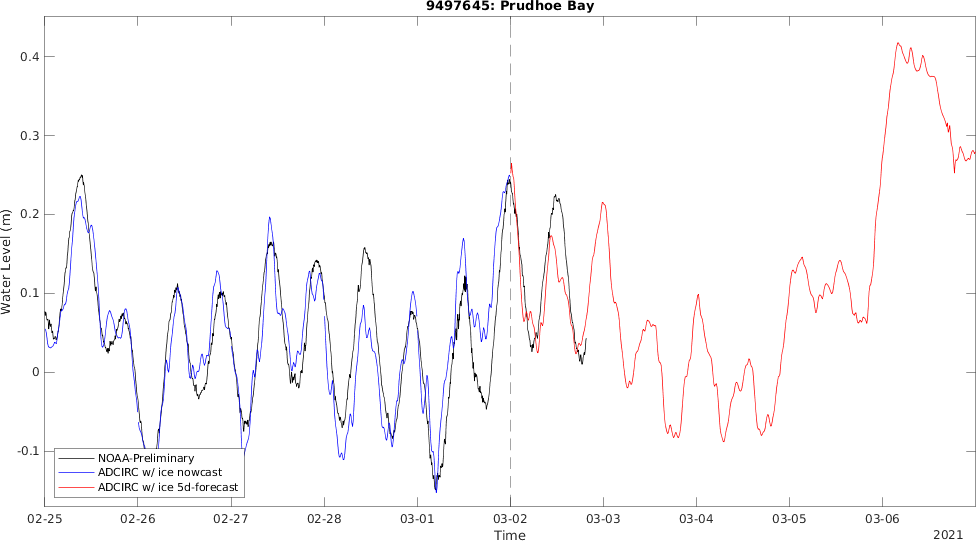 9497645: Prudhoe Bay
Water Level (m)
0.4
0.3
0.2
0.1
0
-0.1
NOAA-Preliminary
ADCIRC w/ ice nowcast
ADCIRC w/ ice 5d-forecast
02-25 02-26 02-27 02-28 03-01 03-02 03-03 03-04 03-05 03-06
Time
2021